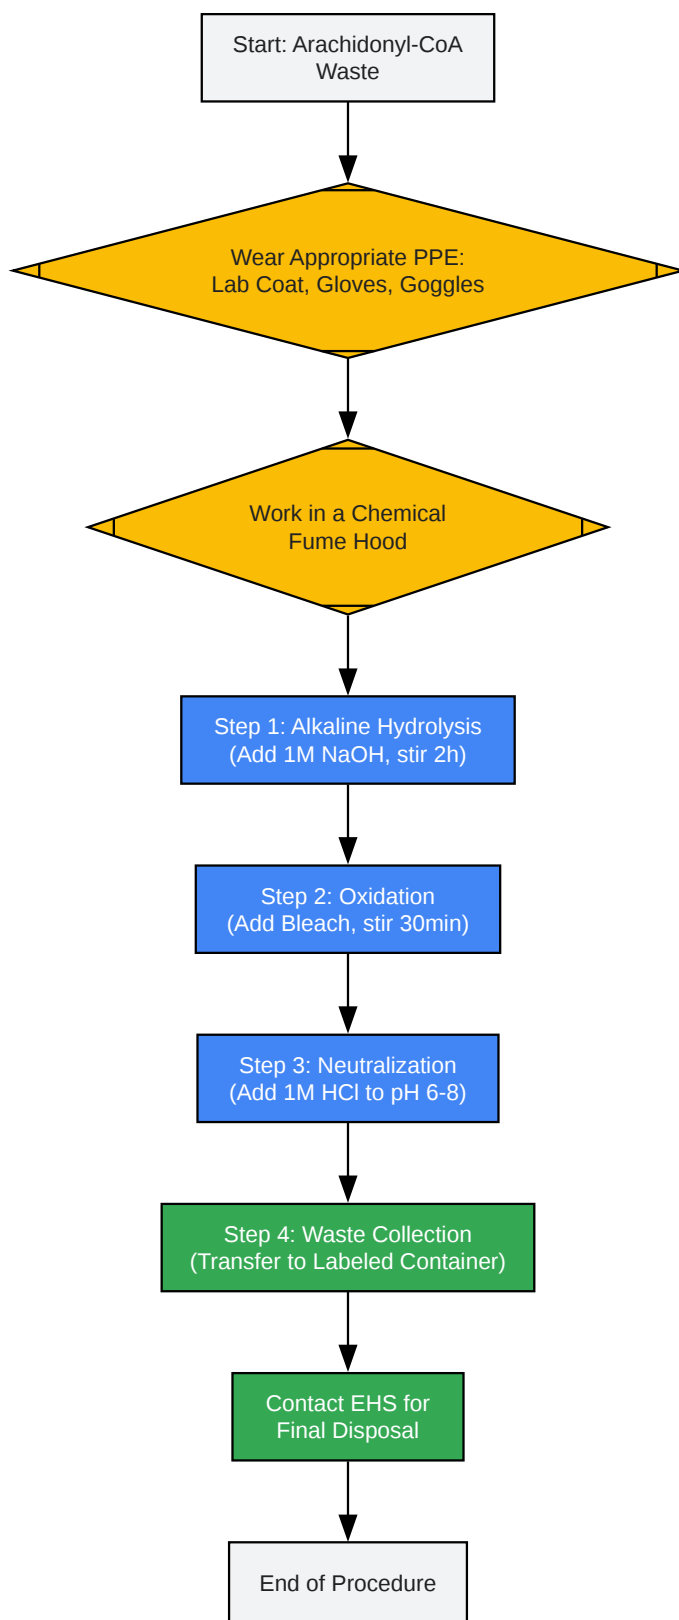 Start: Arachidonyl-CoA
Waste
Wear Appropriate PPE:
Lab Coat, Gloves, Goggles
Work in a Chemical
Fume Hood
Step 1: Alkaline Hydrolysis
(Add 1M NaOH, stir 2h)
Step 2: Oxidation
(Add Bleach, stir 30min)
Step 3: Neutralization
(Add 1M HCl to pH 6-8)
Step 4: Waste Collection
(Transfer to Labeled Container)
Contact EHS for
Final Disposal
End of Procedure